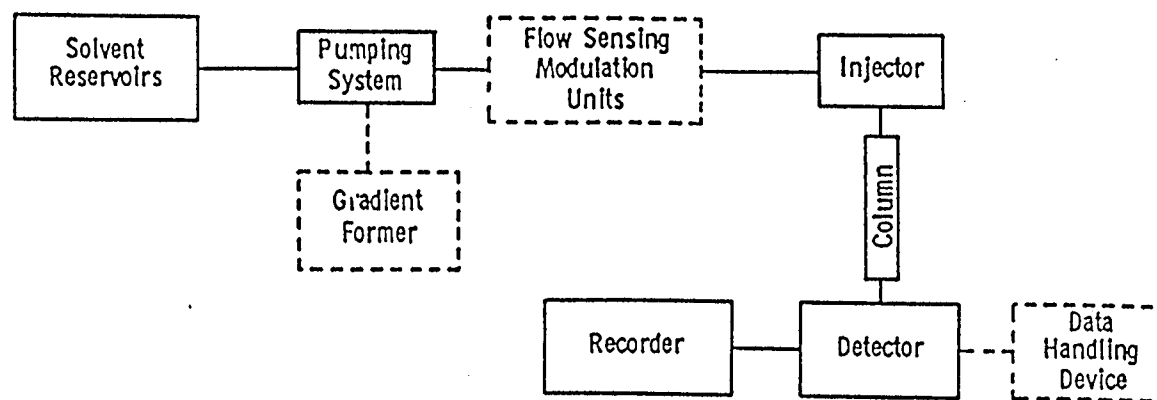 Solvent
Reservoirs
Pumping
System
Flow Sensing
Modulation
Units
Injector
Gradient
Former
Column
Recorder
Detector
Data
Handling
Device